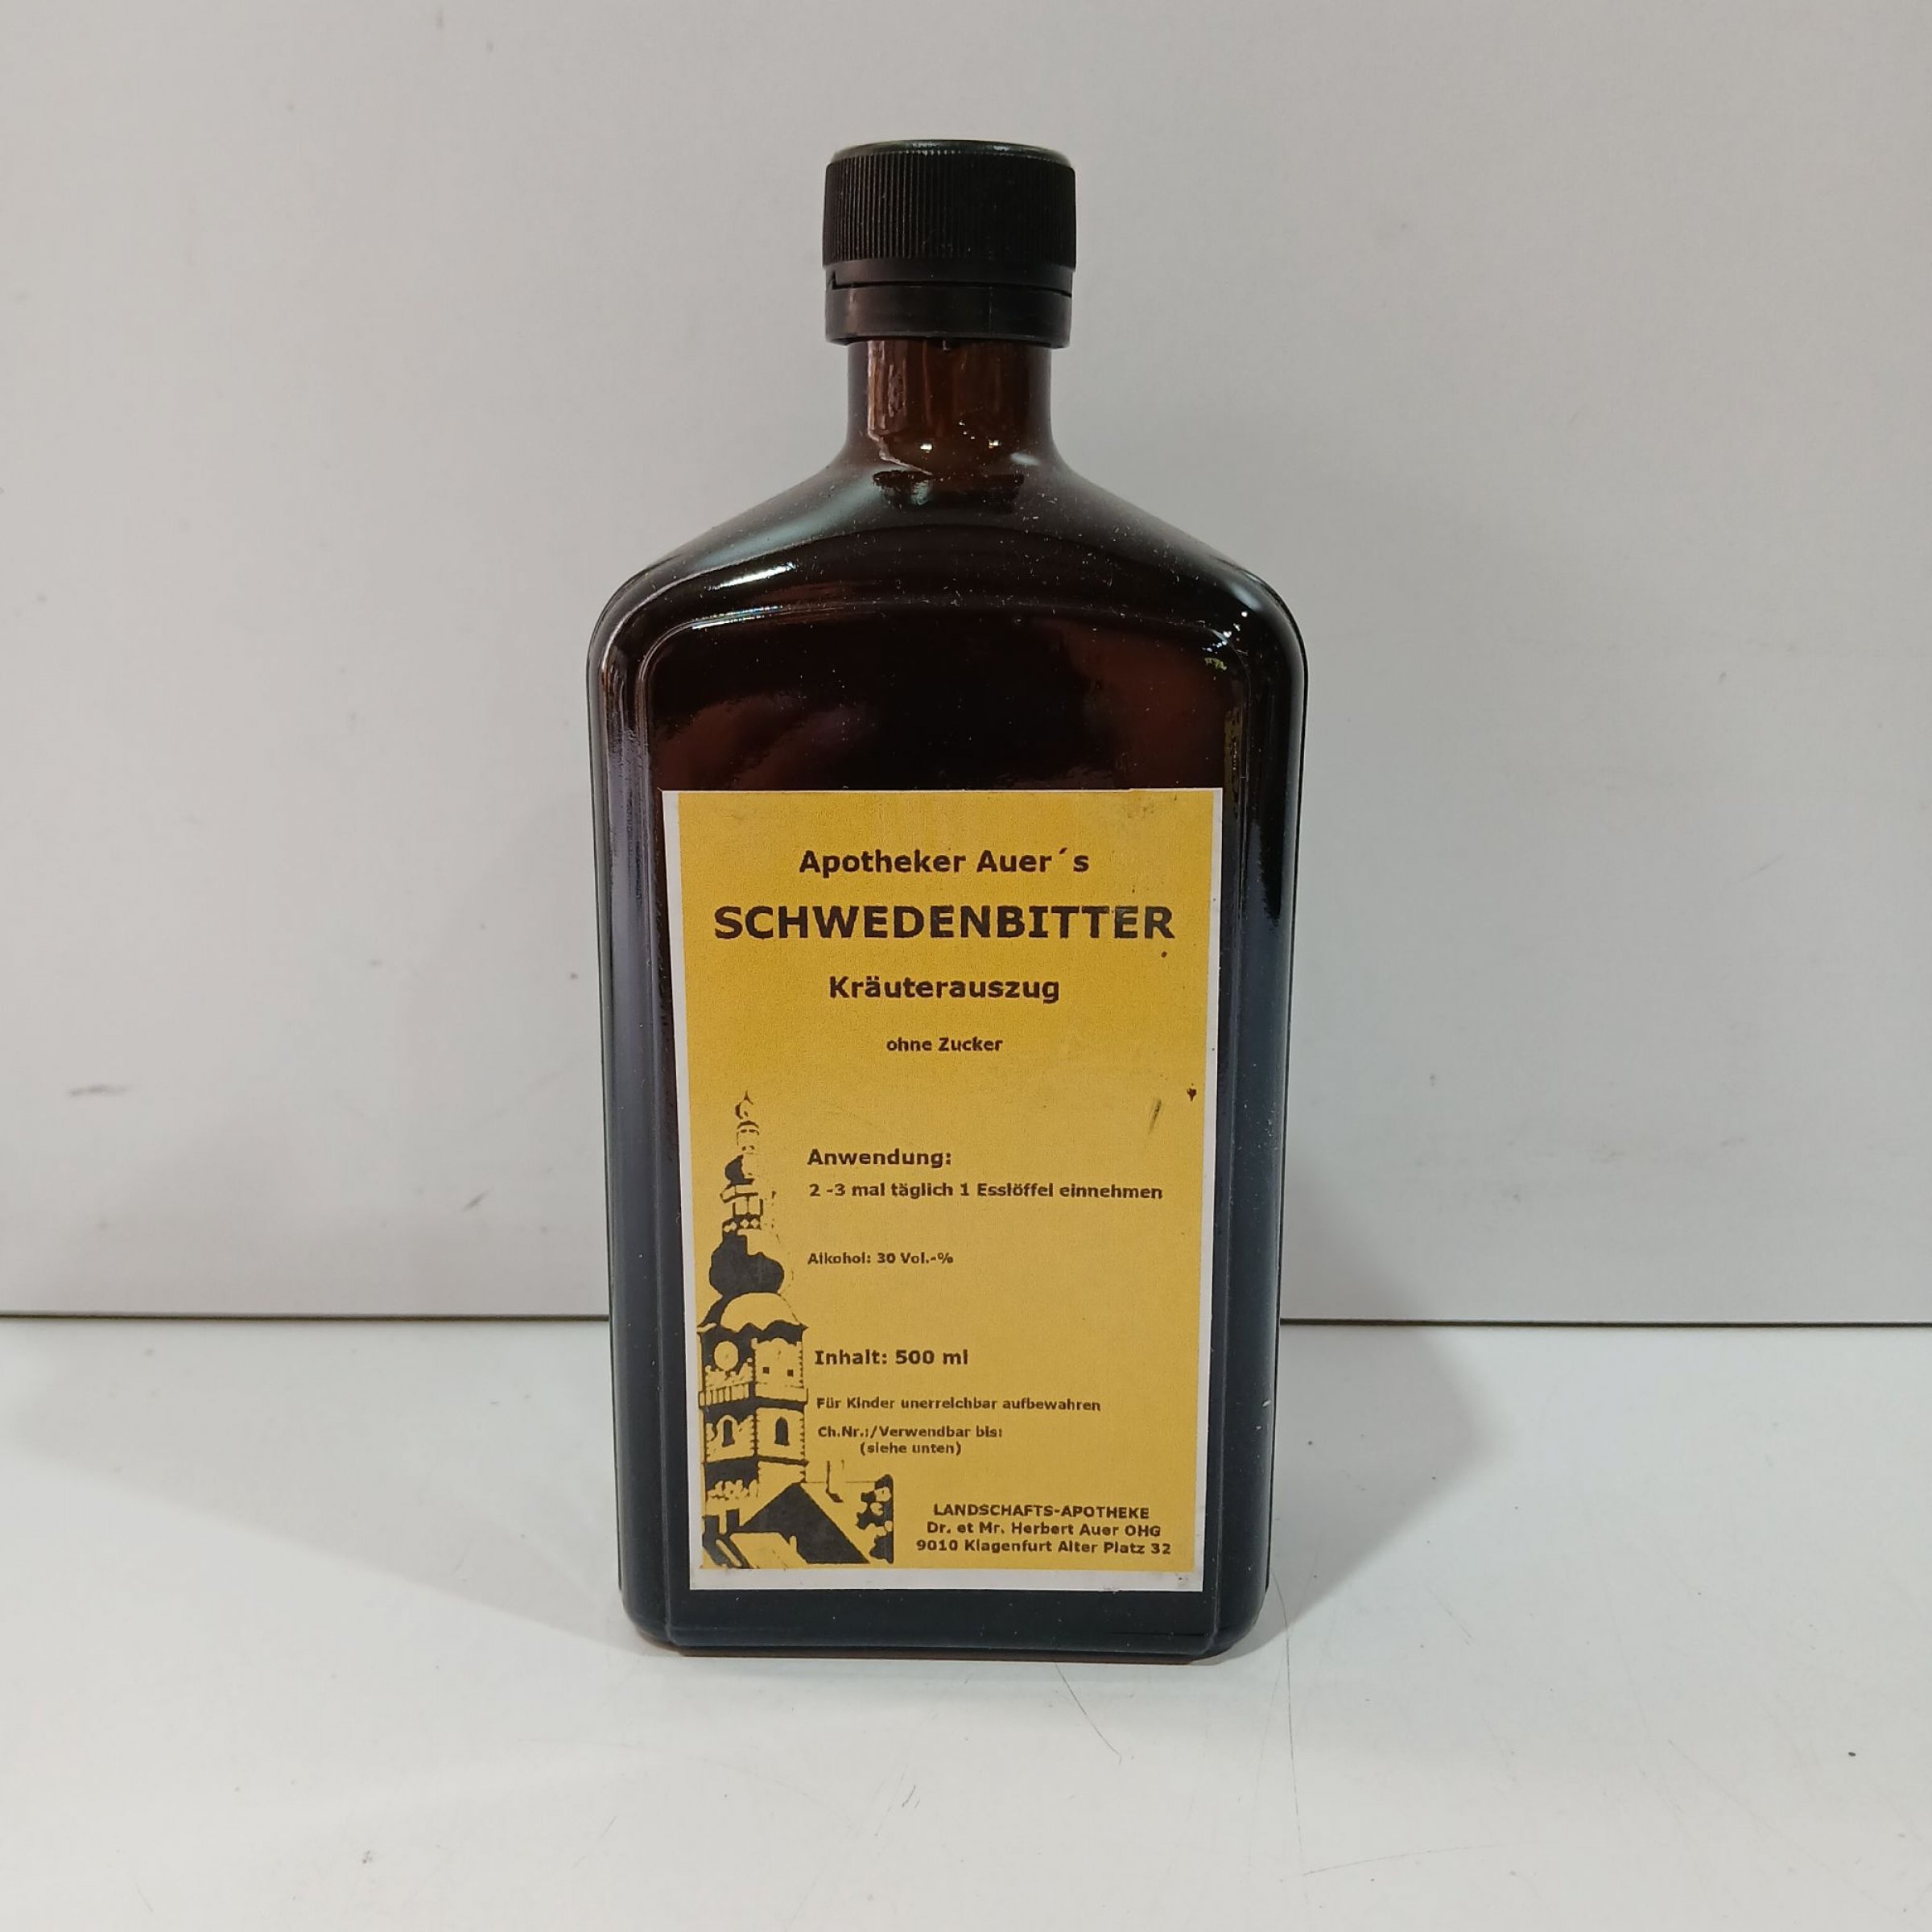 Apotheker Auer´s
SCHWEDENBITTER
Kräuterauszug
ohne Zucker
Anwendung:
2 -3 mal täglich 1 Esslöffel einnehmen
Alkohol: 30 Vol.-%
Inhalt: 500 ml
Für Kinder unerreichbar aufbewahren
Ch.Nr.:/Verwendbar bis:
(siehe unten)
LANDSCHAFTS-APOTHEKE
Dr. et Mr. Herbert Auer OHG
9010 Klagenfurt Alter Platz 32